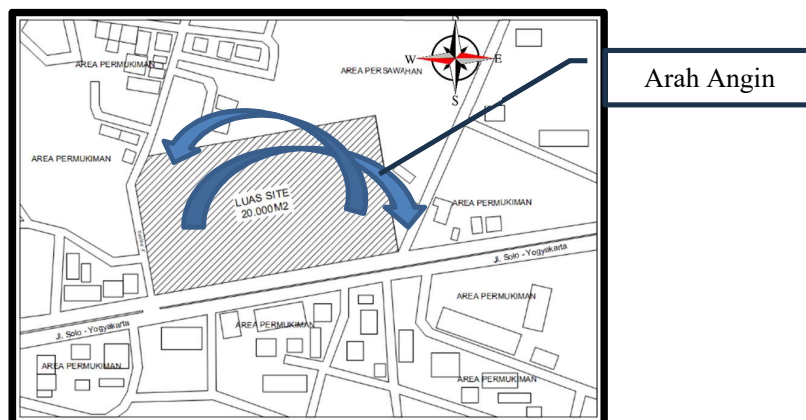 N
W E
S
AREA PERMUKIMAN
AREA PERSAWAHAN
Arah Angin
AREA PERMUKIMAN
LUAS SITE
20.000 M2
AREA PERMUKIMAN
Jl. Solo - Yogyakarta
AREA PERMUKIMAN
Jl. Solo - Yogyakarta
AREA PERMUKIMAN
AREA PERMUKIMAN
AREA PERMUKIMAN